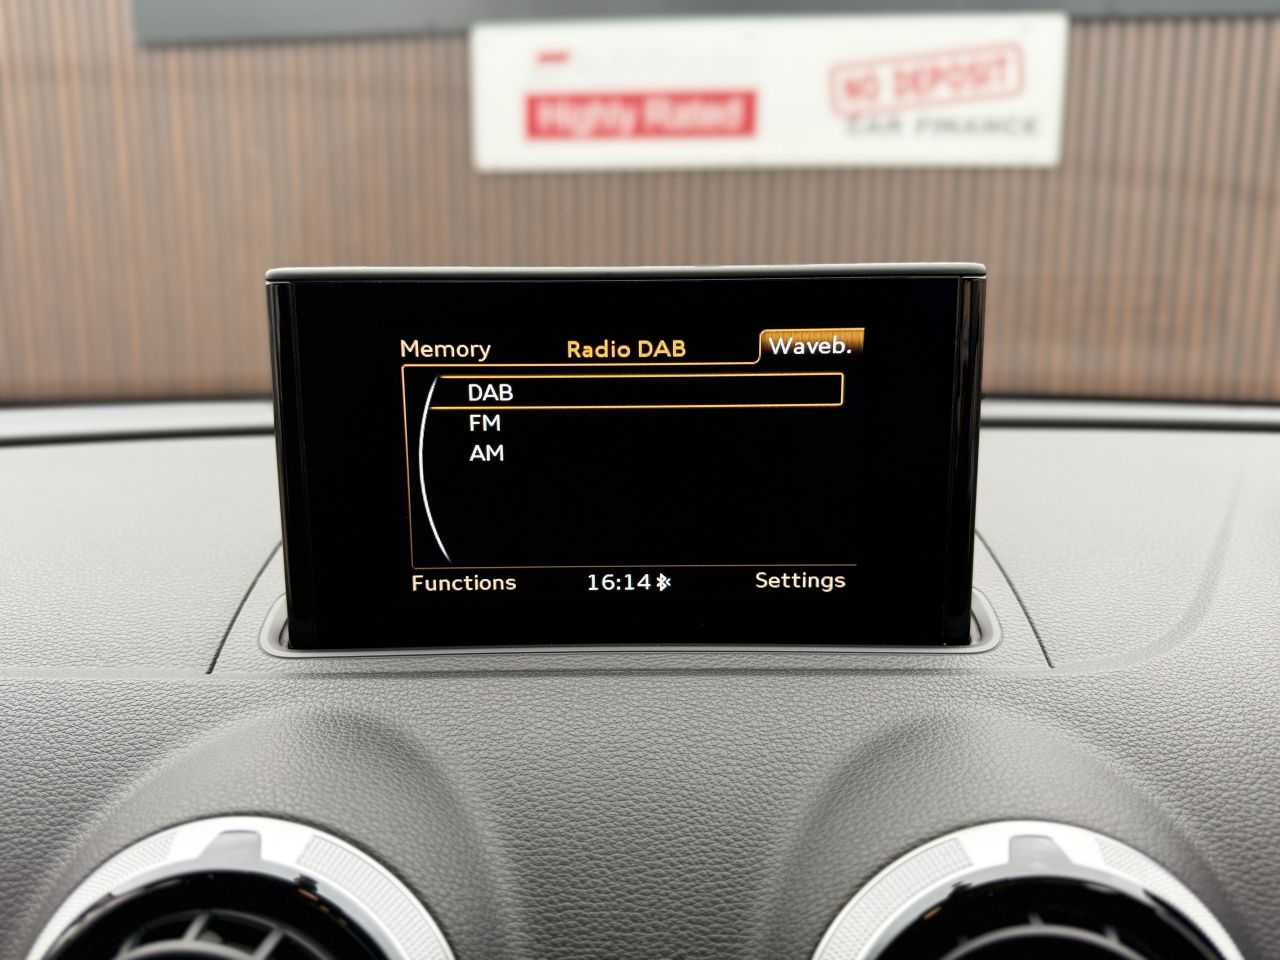 Highly Rated
NO DEPOSIT
CAR FINANCE
Memory
Radio DAB
Waveb.
DAB
FM
AM
Functions
16:14
Settings